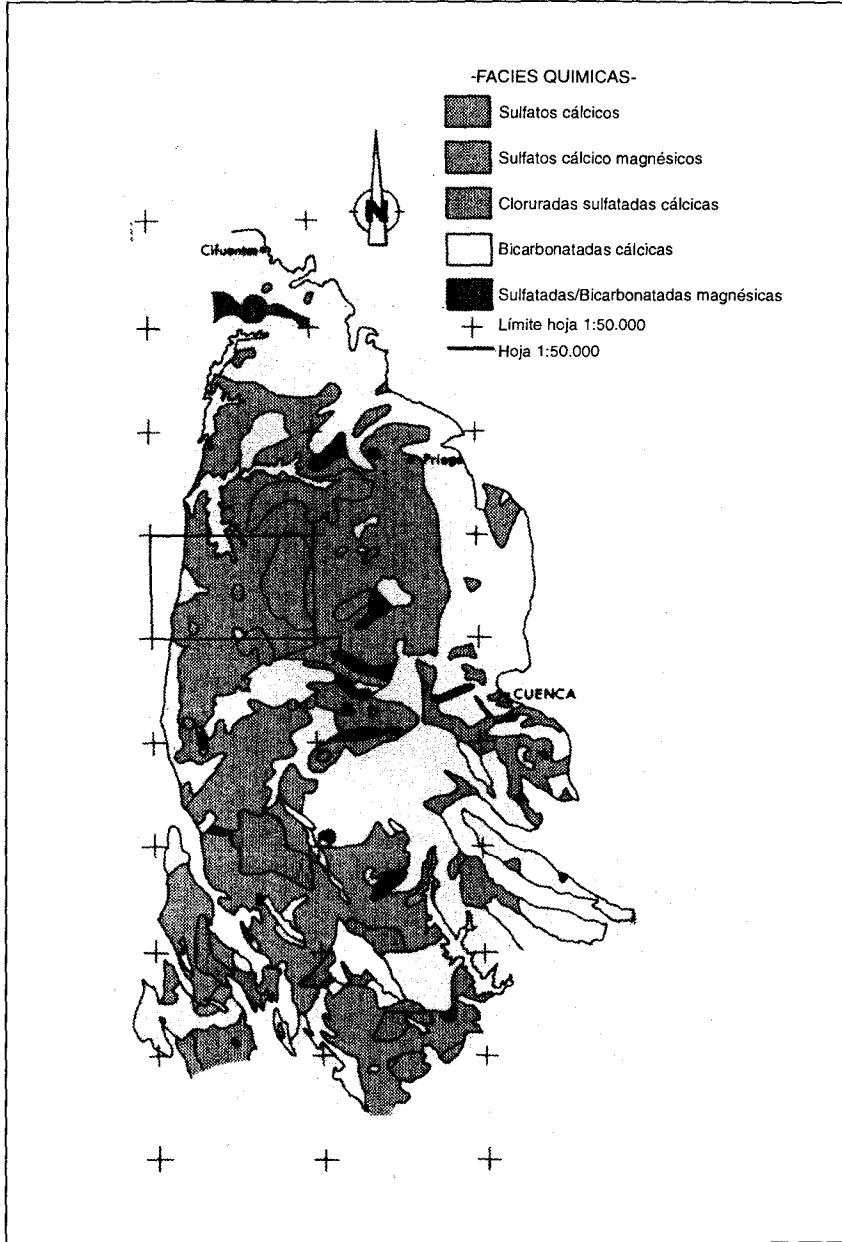 -FACIES QUIMICAS-
Sulfatos cálcicos
Sulfatos cálcico magnésicos
Cloruradas sulfatadas cálcicas
Bicarbonatadas cálcicas
Sulfatadas/Bicarbonatadas magnésicas
Límite hoja 1:50.000
Hoja 1:50.000
N
Cifuentes
Priego
CUENCA